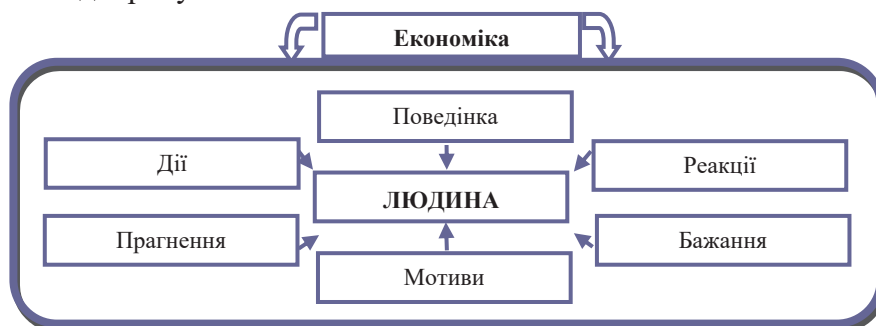 Економіка
Поведінка
Дії
Реакції
ЛЮДИНА
Прагнення
Бажання
Мотиви